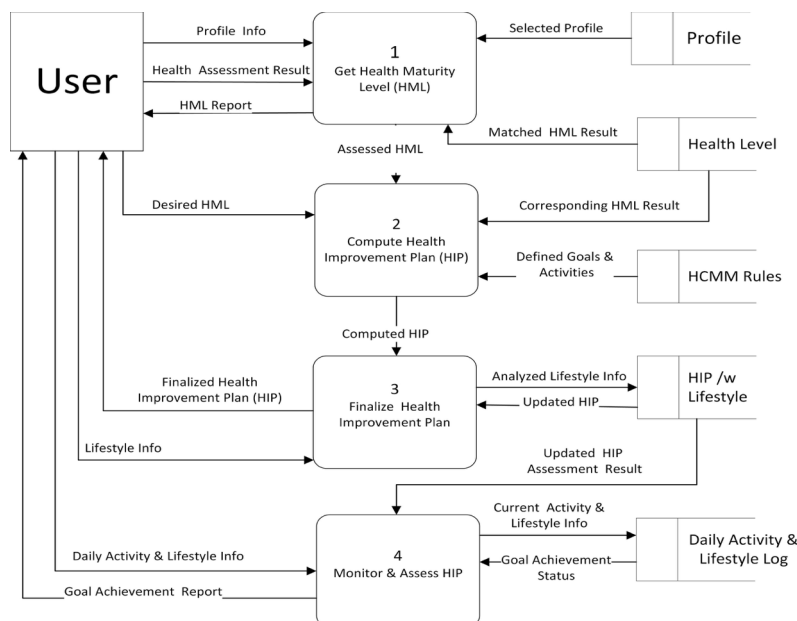 Profile Info
Selected Profile
1
Get Health Maturity
Level (HML)
Profile
User
Health Assessment Result
HML Report
Matched HML Result
Health Level
Assessed HML
Desired HML
Corresponding HML Result
2
Compute Health
Improvement Plan (HIP)
Defined Goals &
Activities
HCMM Rules
Computed HIP
Finalized Health
Improvement Plan (HIP)
3
Finalize Health
Improvement Plan
Analyzed Lifestyle Info
Updated HIP
HIP /w
Lifestyle
Lifestyle Info
Updated HIP
Assessment Result
Current Activity &
Lifestyle Info
4
Monitor & Assess HIP
Daily Activity & Lifestyle Info
Goal Achievement
Status
Daily Activity &
Lifestyle Log
Goal Achievement Report